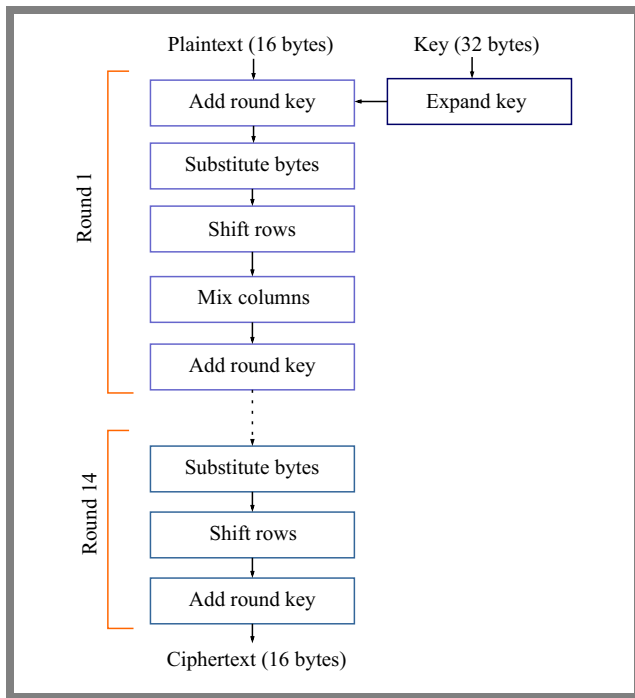 Plaintext (16 bytes)
Key (32 bytes)
Add round key
Expand key
Substitute bytes
Shift rows
Mix columns
Add round key
Round 1
Substitute bytes
Shift rows
Add round key
Round 14
Ciphertext (16 bytes)